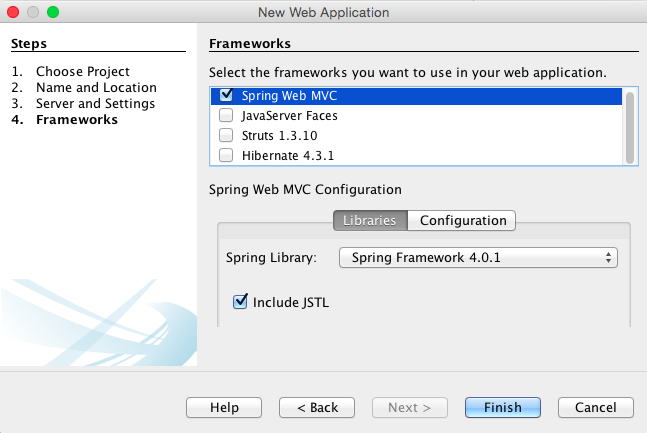 New Web Application
Steps
1. Choose Project
2. Name and Location
3. Server and Settings
4. Frameworks
Frameworks
Select the frameworks you want to use in your web application.
Spring Web MVC
JavaServer Faces
Struts 1.3.10
Hibernate 4.3.1
Spring Web MVC Configuration
Libraries Configuration
Spring Library: Spring Framework 4.0.1
Include JSTL
Help < Back Next > Finish Cancel